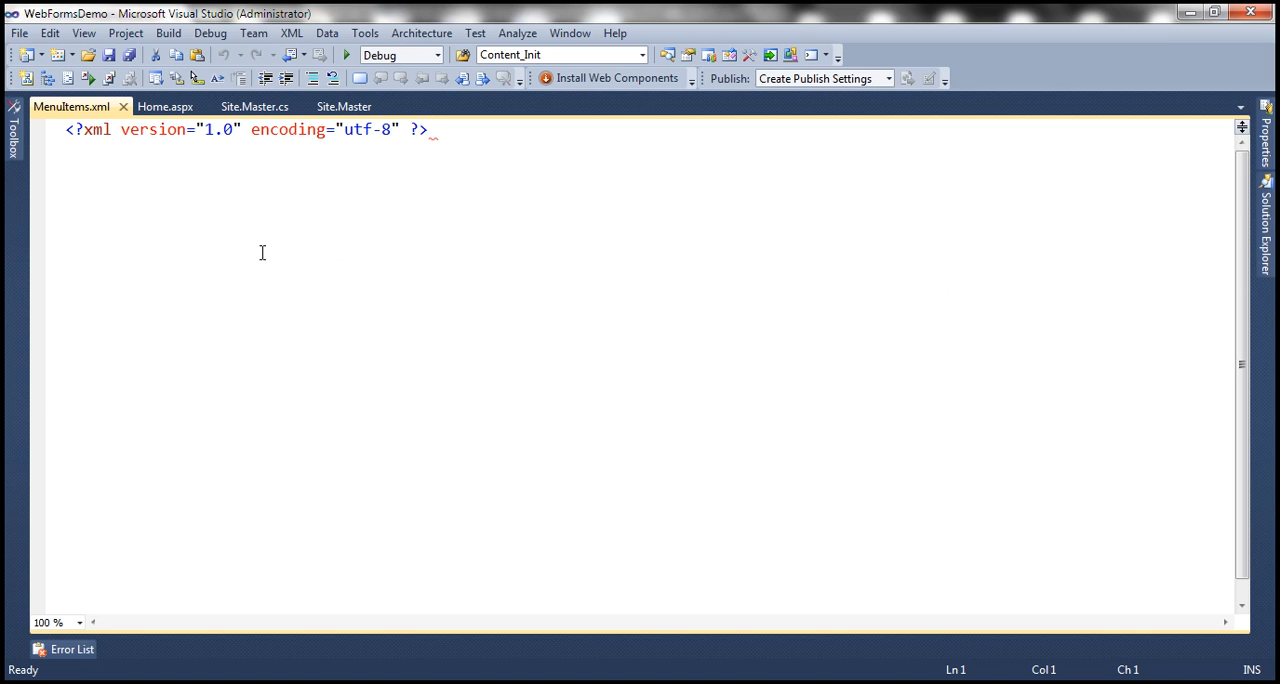 WebFormsDemo - Microsoft Visual Studio (Administrator)
File Edit View Project Build Debug Team XML Data Tools Architecture Test Analyze Window Help
Debug Content_Init
Install Web Components Publish: Create Publish Settings
MenuItems.xml Home.aspx Site.Master.cs Site.Master
Toolbox
<?xml version="1.0" encoding="utf-8" ?>
Properties
Solution Explorer
100 %
Error List
Ready Ln 1 Col 1 Ch 1 INS